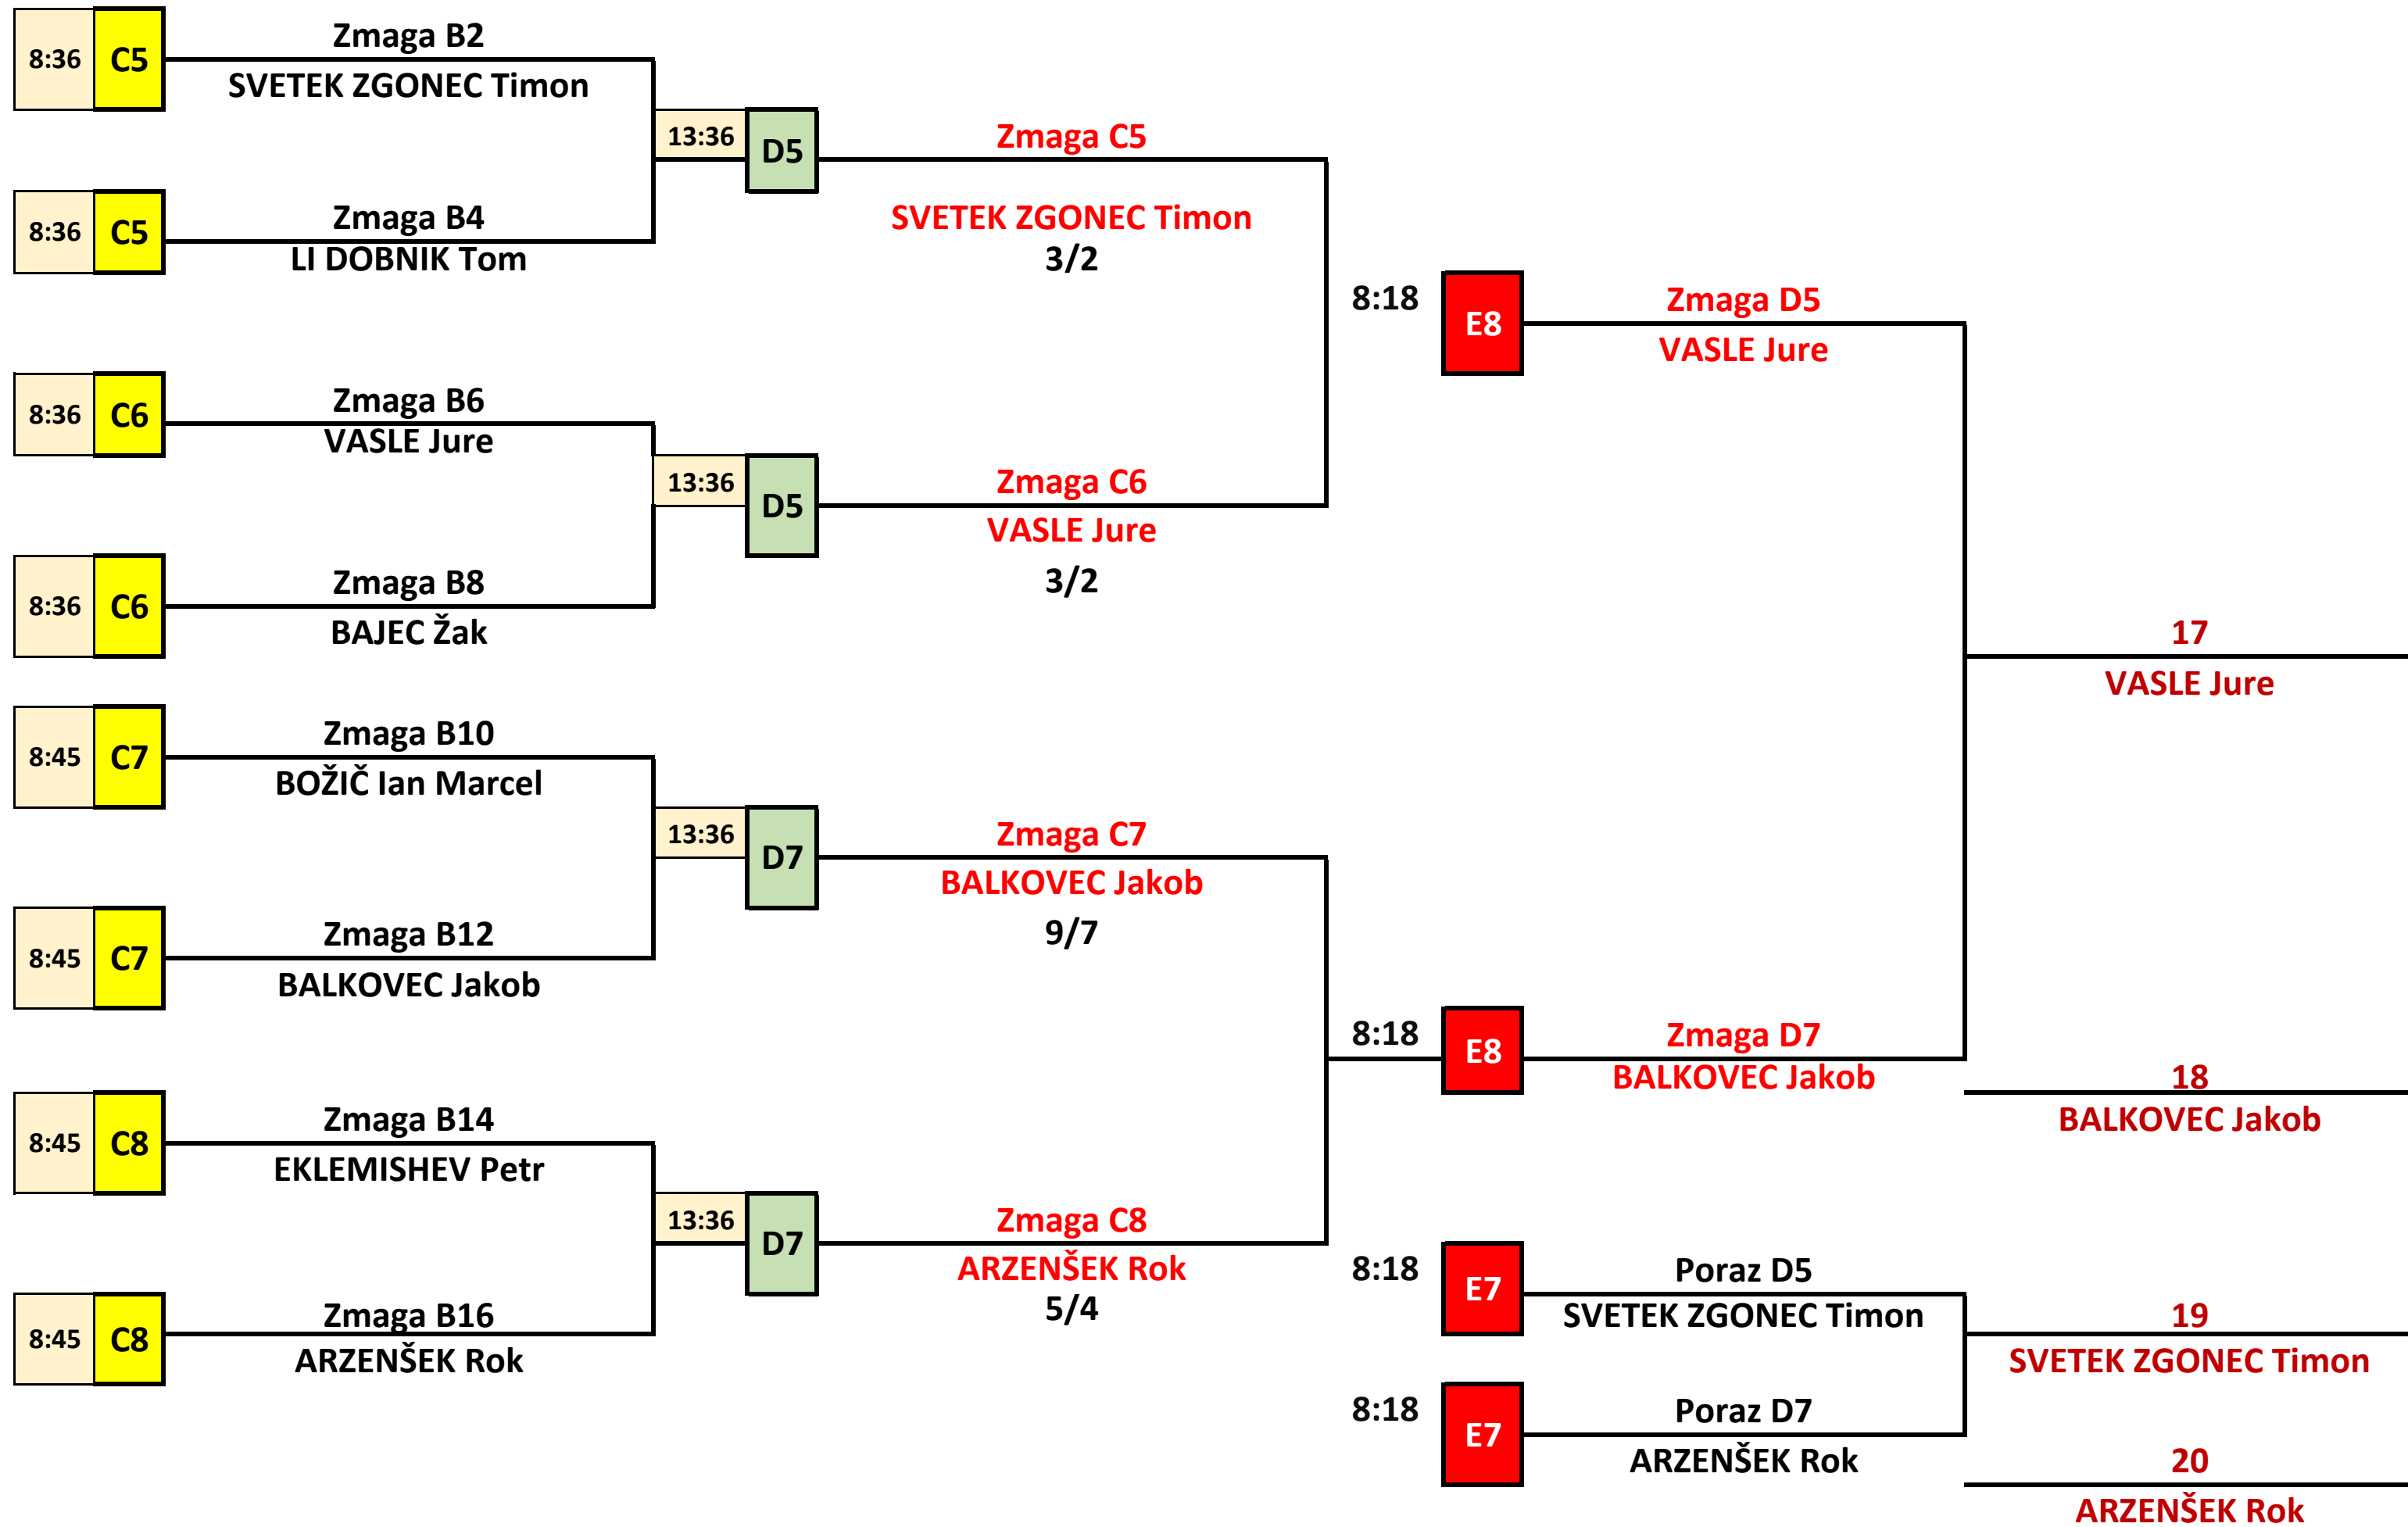 8:36 C5 Zmaga B2
SVETEK ZGONEC Timon
8:36 C5 Zmaga B4
LI DOBNIK Tom
8:36 C6 Zmaga B6
VASLE Jure
8:36 C6 Zmaga B8
BAJEC Žak
8:45 C7 Zmaga B10
BOŽIČ Ian Marcel
8:45 C7 Zmaga B12
BALKOVEC Jakob
8:45 C8 Zmaga B14
EKLEMISHEV Petr
8:45 C8 Zmaga B16
ARZENŠEK Rok
13:36 D5 Zmaga C5
SVETEK ZGONEC Timon
3/2
13:36 D5 Zmaga C6
VASLE Jure
3/2
13:36 D7 Zmaga C7
BALKOVEC Jakob
9/7
13:36 D7 Zmaga C8
ARZENŠEK Rok
5/4
8:18 E8 Zmaga D5
VASLE Jure
8:18 E8 Zmaga D7
BALKOVEC Jakob
8:18 E7 Poraz D5
SVETEK ZGONEC Timon
8:18 E7 Poraz D7
ARZENŠEK Rok
17
VASLE Jure
18
BALKOVEC Jakob
19
SVETEK ZGONEC Timon
20
ARZENŠEK Rok